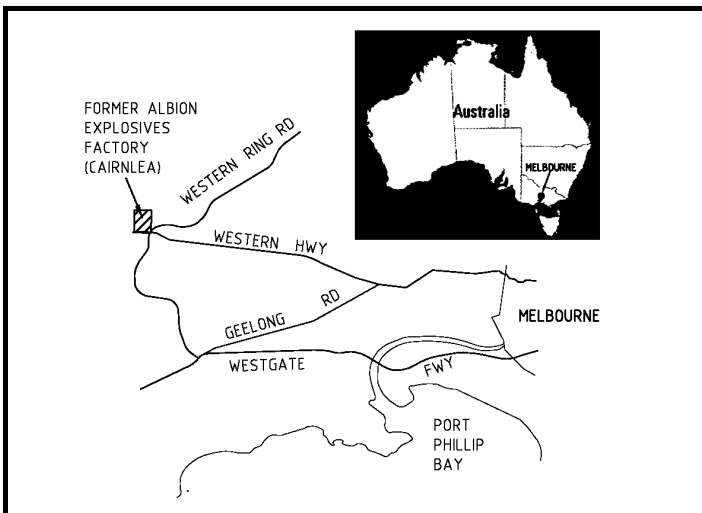 FORMER ALBION
EXPLOSIVES
FACTORY
(CAIRNLEA)
WESTERN RING RD
Australia
MELBOURNE
WESTERN HWY
GEELONG RD
MELBOURNE
WESTGATE FWY
PORT
PHILLIP
BAY